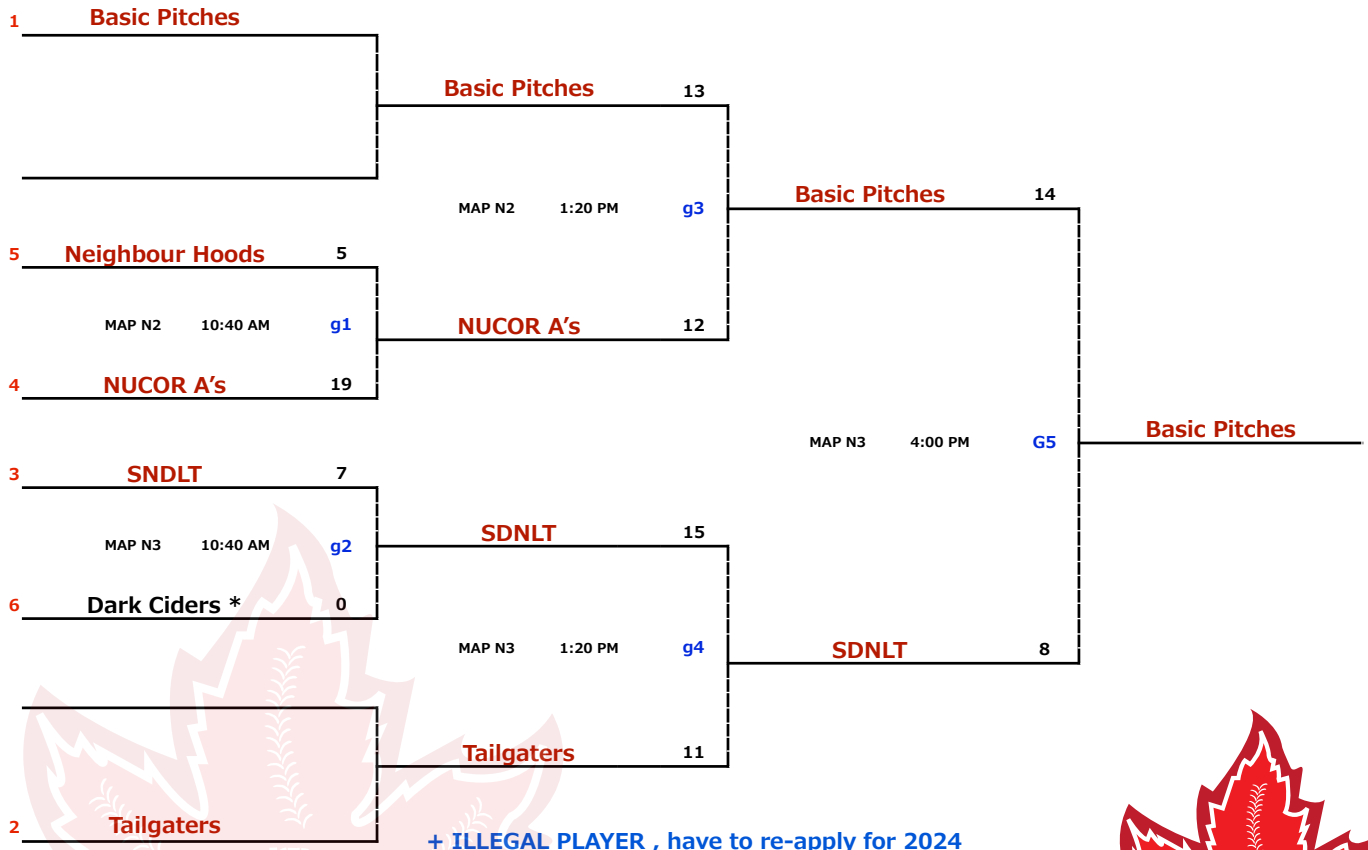 1 Basic Pitches
Basic Pitches 13
MAP N2 1:20 PM g3
Basic Pitches 14
5 Neighbour Hoods 5
MAP N2 10:40 AM g1
NUCOR A’s 12
4 NUCOR A’s 19
MAP N3 4:00 PM G5
Basic Pitches
3 SNDLT 7
MAP N3 10:40 AM g2
SDNLT 15
6 Dark Ciders * 0
MAP N3 1:20 PM g4
SDNLT 8
Tailgaters 11
2 Tailgaters
+ ILLEGAL PLAYER , have to re-apply for 2024